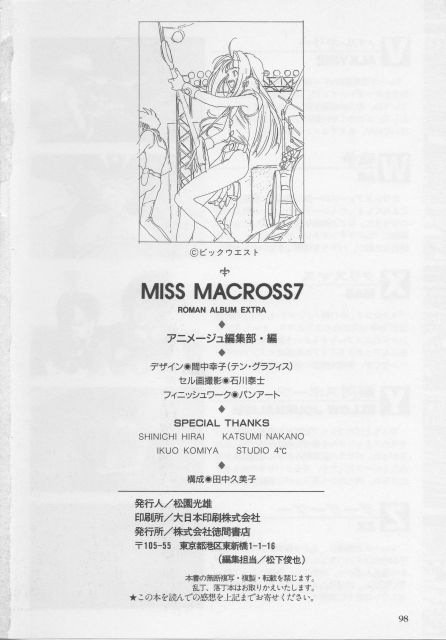 ©ビックウエスト
MISS MACROSS7
ROMAN ALBUM EXTRA
◆
アニメージュ編集部・編
◆
デザイン◉間中幸子(テン・グラフィス)
セル画撮影◉石川泰士
フィニッシュワーク◉バンアート
◆
SPECIAL THANKS
SHINICHI HIRAI KATSUMI NAKANO
IKUO KOMIYA STUDIO 4℃
◆
構成◉田中久美子
発行人／松園光雄
印刷所／大日本印刷株式会社
発行所／株式会社徳間書店
〒105-55 東京都港区東新橋1-1-16
(編集担当／松下俊也)
本書の無断複写・複製・転載を禁じます。
乱丁、落丁本はお取りかえいたします。
★この本を読んでの感想を上記までお寄せください。
98